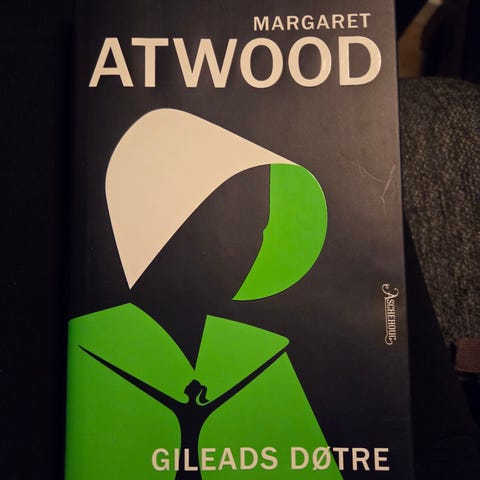 MARGARET
ATWOOD
ASCHEHOUG
GILEADS DØTRE